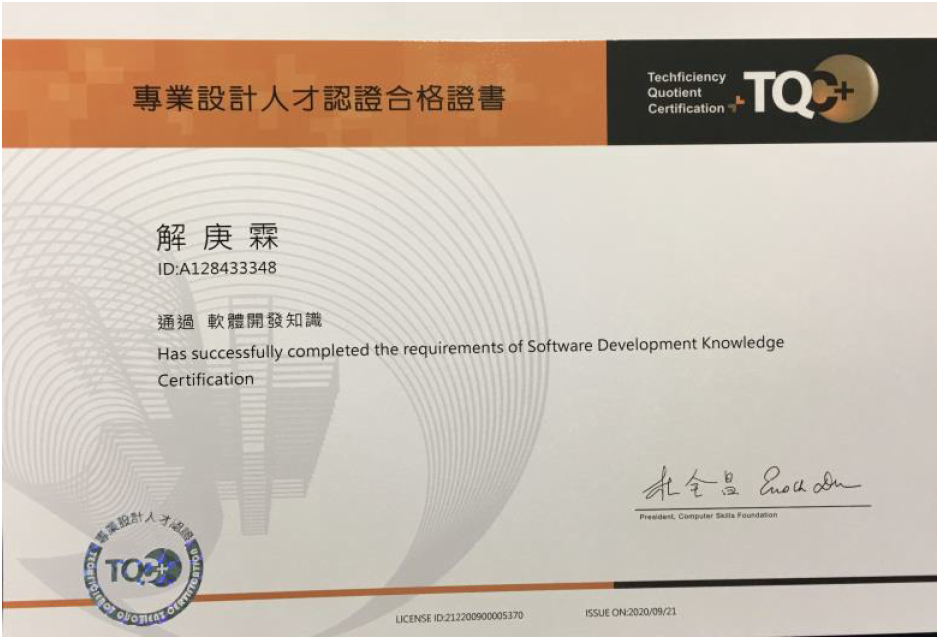 專業設計人才認證合格證書
Techficiency
Quotient
Certification
TQC+
解庚霖
ID:A128433348
通過 軟體開發知識
Has successfully completed the requirements of Software Development Knowledge
Certification
杜全昌 Enoch Du
President, Computer Skills Foundation
專業設計人才認證
TQC+
TECHFICIENCY QUOTIENT CERTIFICATION
LICENSE ID:212200900005370
ISSUE ON:2020/09/21